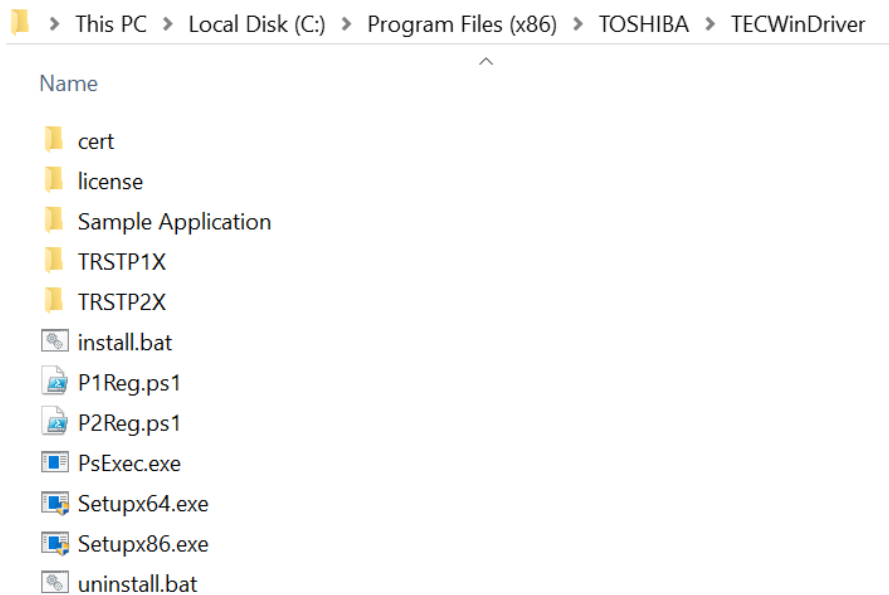 This PC > Local Disk (C:) > Program Files (x86) > TOSHIBA > TECWinDriver
Name
cert
license
Sample Application
TRSTP1X
TRSTP2X
install.bat
P1Reg.ps1
P2Reg.ps1
PsExec.exe
Setupx64.exe
Setupx86.exe
uninstall.bat